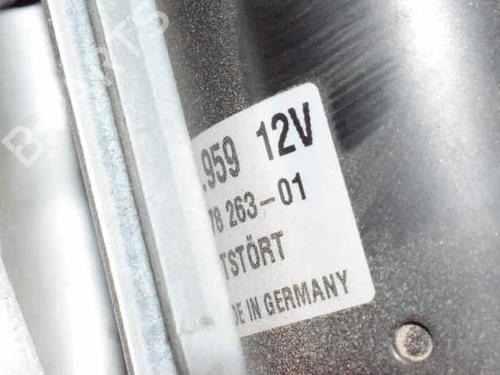 .959 12V
78 263-01
TSTÖRT
DE IN GERMANY